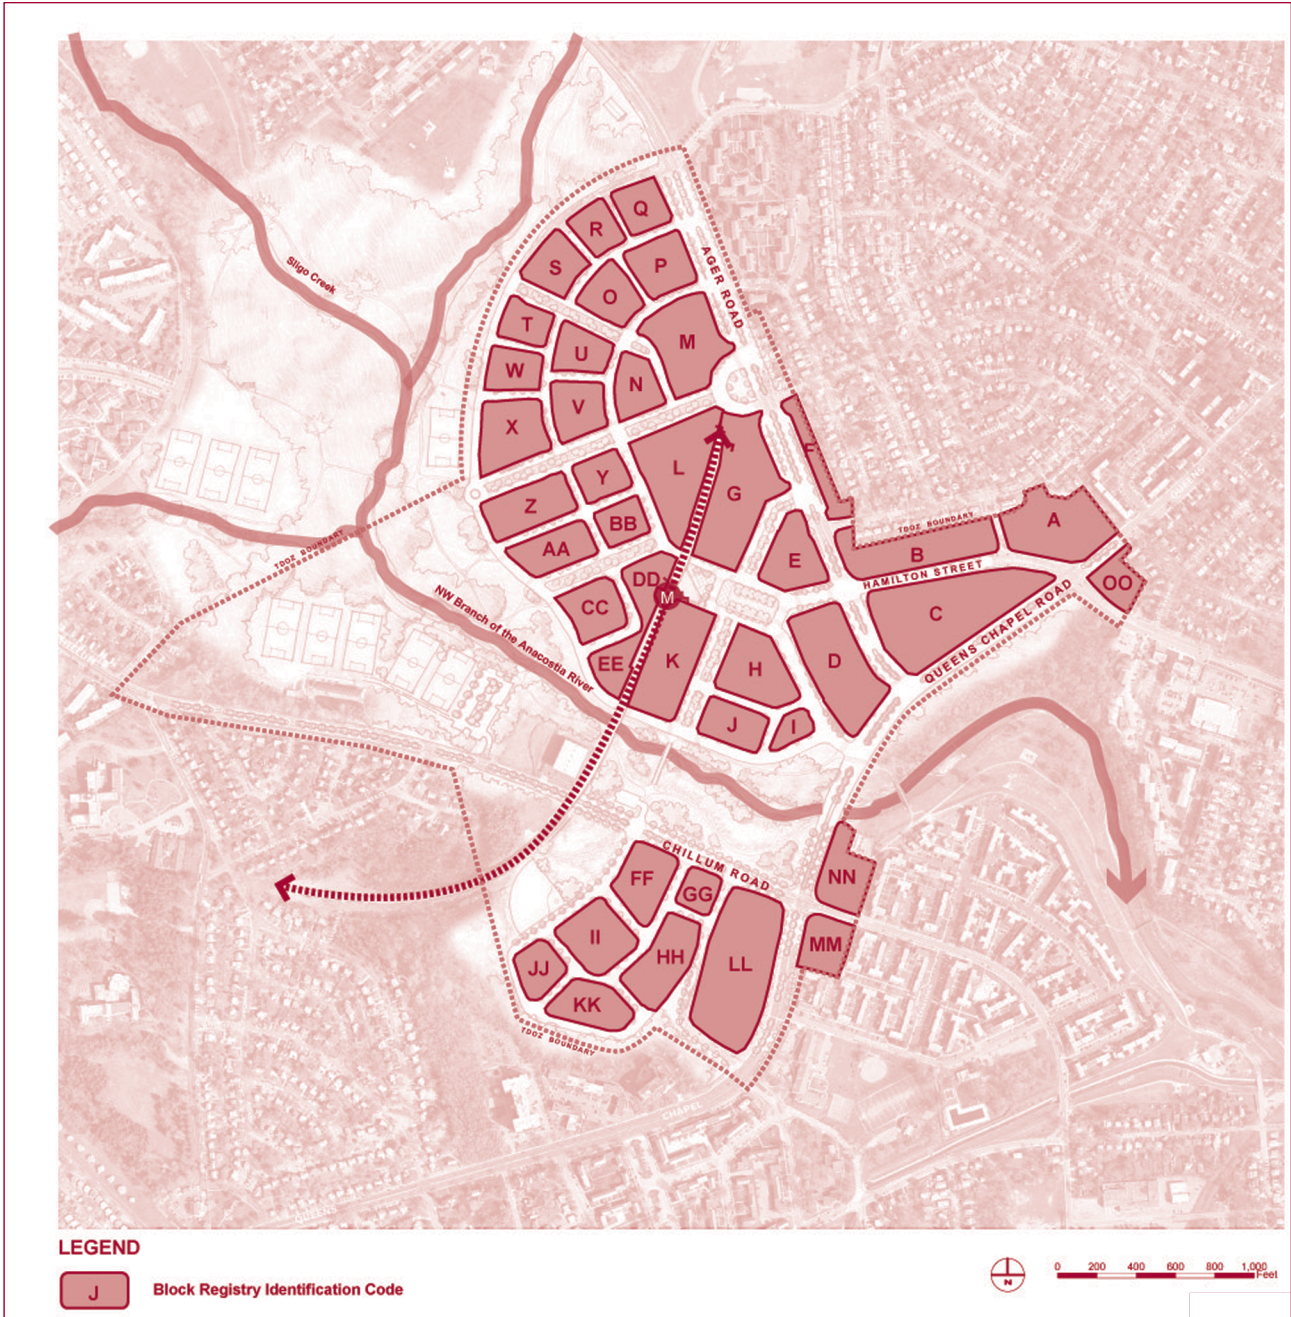 Q
R
P
S
O
AGER ROAD
Sligo Creek
T
M
U
W
N
V
X
L
F
Y
G
Z
BB
A
TDOZ BOUNDARY
AA
B
E
TDOZ BOUNDARY
HAMILTON STREET
DD
OO
M
CC
C
NW Branch of the Anacostia River
QUEENS CHAPEL ROAD
EE
K
H
D
J
I
CHILLUM ROAD
FF
GG
NN
II
HH
MM
JJ
LL
KK
TDOZ BOUNDARY
CHAPEL
QUEENS
LEGEND
J
Block Registry Identification Code
N
0 200 400 600 800 1,000
Feet